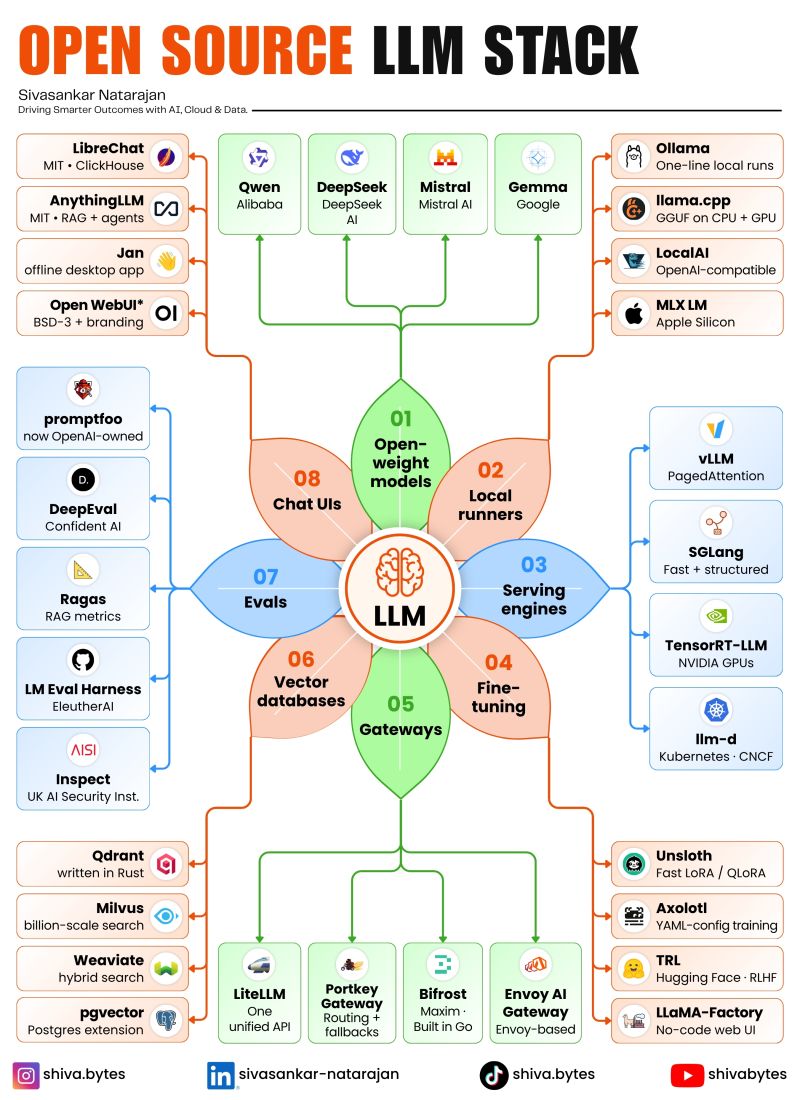 OPEN SOURCE LLM STACK
Sivasankar Natarajan
Driving Smarter Outcomes with AI, Cloud & Data.
LibreChat
MIT • ClickHouse
AnythingLLM
MIT • RAG + agents
Jan
offline desktop app
Open WebUI*
OI
BSD-3 + branding
Qwen
Alibaba
DeepSeek
DeepSeek
AI
Mistral
Mistral AI
Gemma
Google
Ollama
One-line local runs
llama.cpp
GGUF on CPU + GPU
LocalAI
OpenAI-compatible
MLX LM
Apple Silicon
promptfoo
now OpenAI-owned
D.
DeepEval
Confident AI
Ragas
RAG metrics
LM Eval Harness
EleutherAI
AISI
Inspect
UK AI Security Inst.
01
Open-
weight
models
02
Local
runners
03
Serving
engines
04
Fine-
tuning
05
Gateways
06
Vector
databases
07
Evals
08
Chat UIs
LLM
vLLM
PagedAttention
SGLang
Fast + structured
TensorRT-LLM
NVIDIA GPUs
llm-d
Kubernetes · CNCF
Qdrant
written in Rust
Milvus
billion-scale search
Weaviate
hybrid search
pgvector
Postgres extension
LiteLLM
One
unified API
Portkey
Gateway
Routing +
fallbacks
Bifrost
Maxim ·
Built in Go
Envoy AI
Gateway
Envoy-based
Unsloth
Fast LoRA / QLoRA
Axolotl
YAML-config training
TRL
Hugging Face · RLHF
LLaMA-Factory
No-code web UI
shiva.bytes
in
sivasankar-natarajan
shiva.bytes
shivabytes